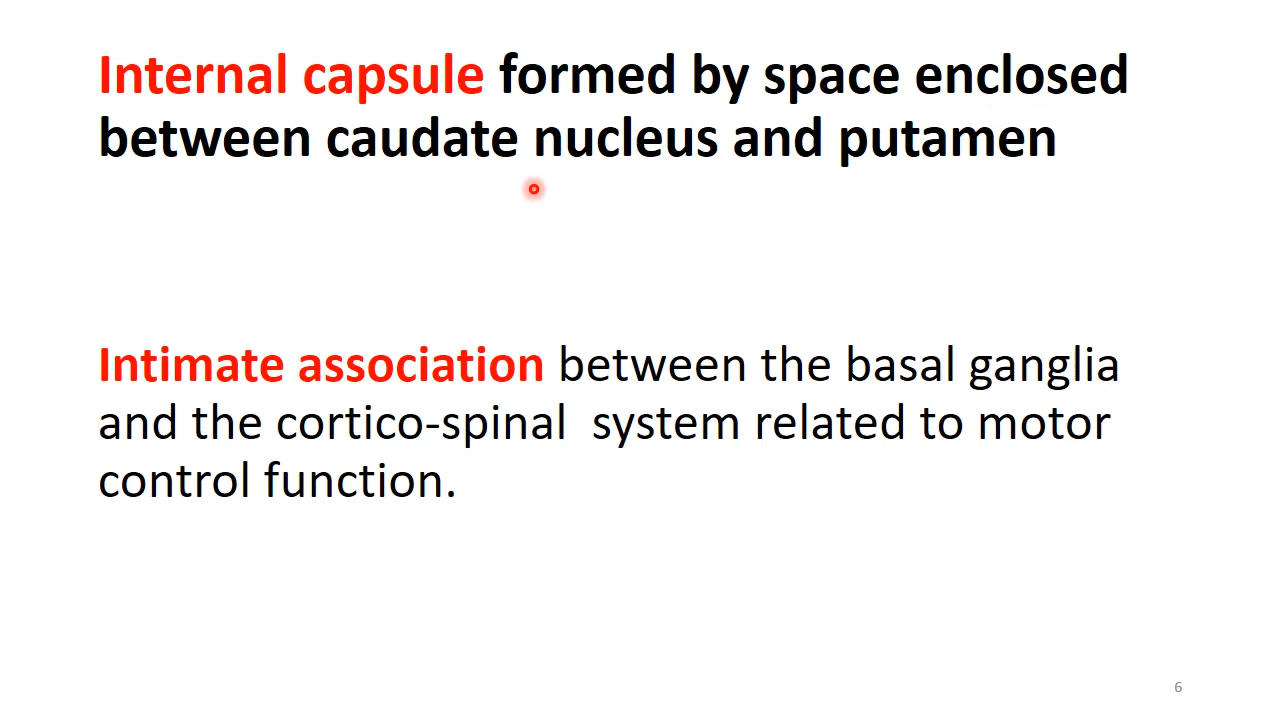 Internal capsule formed by space enclosed
between caudate nucleus and putamen
Intimate association between the basal ganglia
and the cortico-spinal  system related to motor
control function.
6